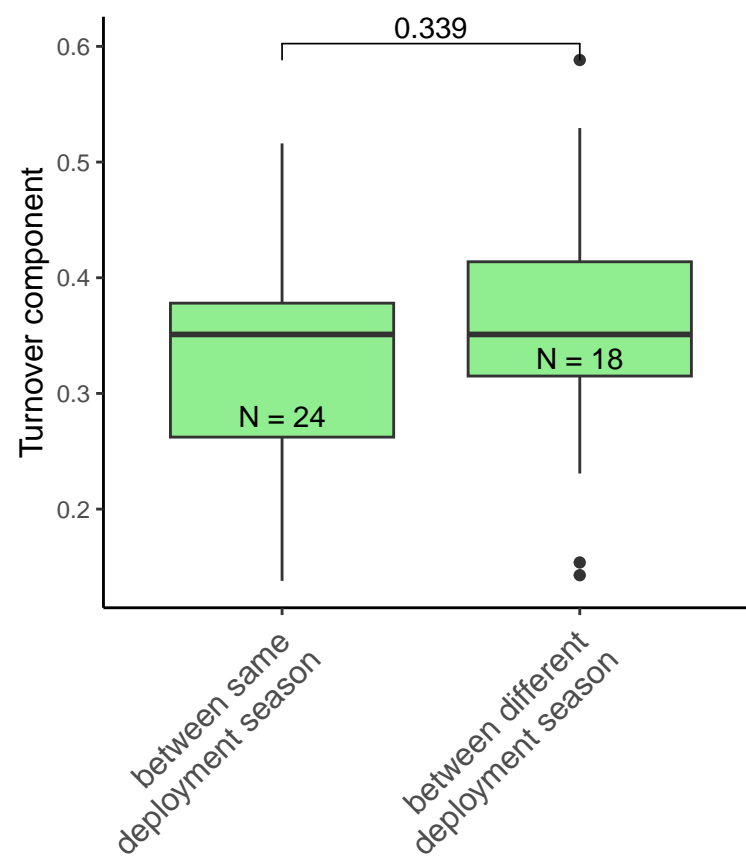 0.339
0.6
0.5
0.4
0.3
0.2
Turnover component
N = 24
N = 18
between same
deployment season
between different
deployment season